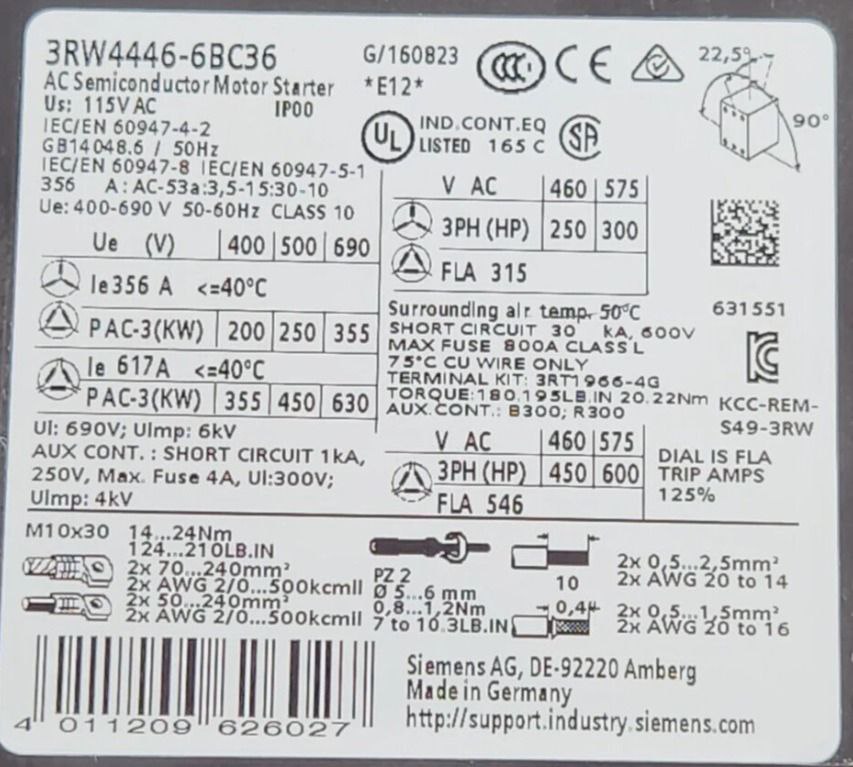 3RW4446-6BC36
AC Semiconductor Motor Starter
Us: 115V AC IP00
IEC/EN 60947-4-2
GB14048.6 / 50Hz
IEC/EN 60947-8 IEC/EN 60947-5-1
356 A: AC-53a:3,5-15:30-10
Ue: 400-690 V 50-60Hz CLASS 10
Ue (V) 400 500 690
Ie 356 A <=40°C
P AC-3(KW) 200 250 355
Ie 617A <=40°C
P AC-3(KW) 355 450 630
UI: 690V; UImp: 6kV
AUX CONT. : SHORT CIRCUIT 1kA,
250V, Max. Fuse 4A, UI:300V;
UImp: 4kV
G/160823
*E12*
CCC CE
22,5°
90°
UL IND.CONT.EQ
LISTED 165 C SA
V AC 460 575
3PH (HP) 250 300
FLA 315
Surrounding air temp. 50°C
SHORT CIRCUIT 30 kA, 600V
MAX FUSE 800A CLASS L
75°C CU WIRE ONLY
TERMINAL KIT: 3RT1966-4G
TORQUE:180.195LB.IN 20.22Nm
AUX.CONT.: B300; R300
631551
KCC-REM-
S49-3RW
V AC 460 575
3PH (HP) 450 600
FLA 546
DIAL IS FLA
TRIP AMPS
125%
M10x30 14...24Nm
124...210LB.IN
2x 70...240mm²
2x AWG 2/0...500kcmil
2x 50...240mm²
2x AWG 2/0...500kcmil
PZ 2
Ø 5...6 mm
0,8...1,2Nm
7 to 10.3LB.IN
10
2x 0,5...2,5mm²
2x AWG 20 to 14
0,4"
2x 0,5...1,5mm²
2x AWG 20 to 16
4 011209 626027
Siemens AG, DE-92220 Amberg
Made in Germany
http://support.industry.siemens.com